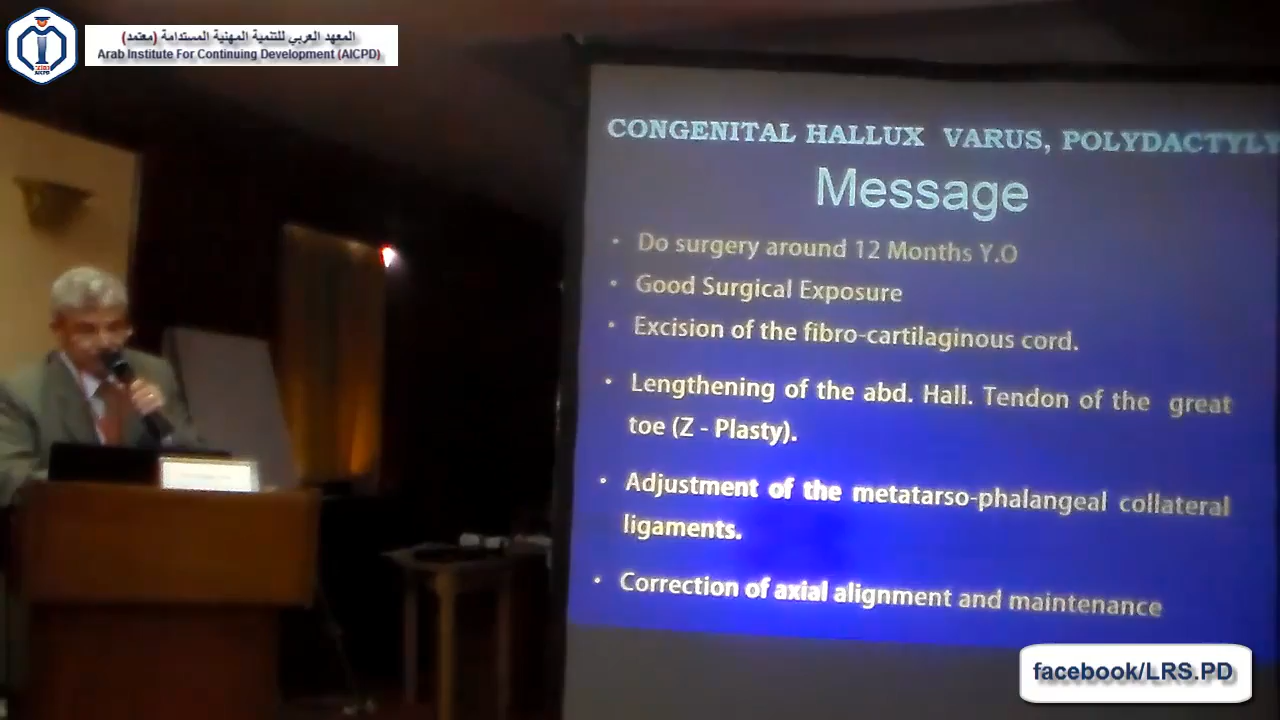 المعهد العربي للتنمية المهنية المستدامة (معتمد)
Arab Institute For Continuing Development (AICPD)
AICPD
CONGENITAL HALLUX VARUS, POLYDACTYLY
Message
• Do surgery around 12 Months Y.O
• Good Surgical Exposure
• Excision of the fibro-cartilaginous cord.
• Lengthening of the abd. Hall. Tendon of the great
toe (Z - Plasty).
• Adjustment of the metatarso-phalangeal collateral
ligaments.
• Correction of axial alignment and maintenance
facebook/LRS.PD